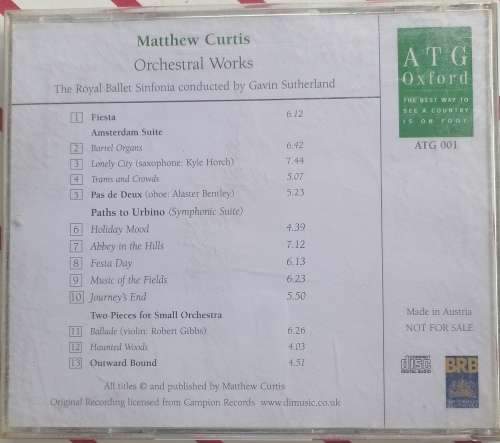 Matthew Curtis
Orchestral Works
The Royal Ballet Sinfonia conducted by Gavin Sutherland
1 Fiesta 6.12
Amsterdam Suite
2 Barrel Organs 6.42
3 Lonely City (saxophone: Kyle Horch) 7.44
4 Trams and Crowds 5.07
5 Pas de Deux (oboe: Alaster Bentley) 5.23
Paths to Urbino (Symphonic Suite)
6 Holiday Mood 4.39
7 Abbey in the Hills 7.12
8 Festa Day 6.13
9 Music of the Fields 6.23
10 Journey's End 5.50
Two Pieces for Small Orchestra
11 Ballade (violin: Robert Gibbs) 6.26
12 Haunted Woods 4.03
13 Outward Bound 4.51
All titles © and published by Matthew Curtis
Original Recording licensed from Campion Records www.dimusic.co.uk
ATG
Oxford
THE BEST WAY TO
SEE A COUNTRY
IS ON FOOT
ATG 001
Made in Austria
NOT FOR SALE
COMPACT
disc
DIGITAL AUDIO
BRB